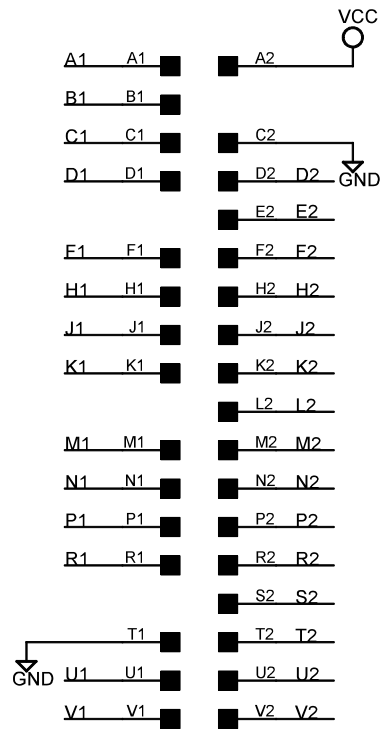 VCC
A1 A1 A2
B1 B1
C1 C1 C2
D1 D1 D2 D2
GND
E2 E2
F1 F1 F2 F2
H1 H1 H2 H2
J1 J1 J2 J2
K1 K1 K2 K2
L2 L2
M1 M1 M2 M2
N1 N1 N2 N2
P1 P1 P2 P2
R1 R1 R2 R2
S2 S2
T1 T2 T2
GND U1 U1 U2 U2
V1 V1 V2 V2